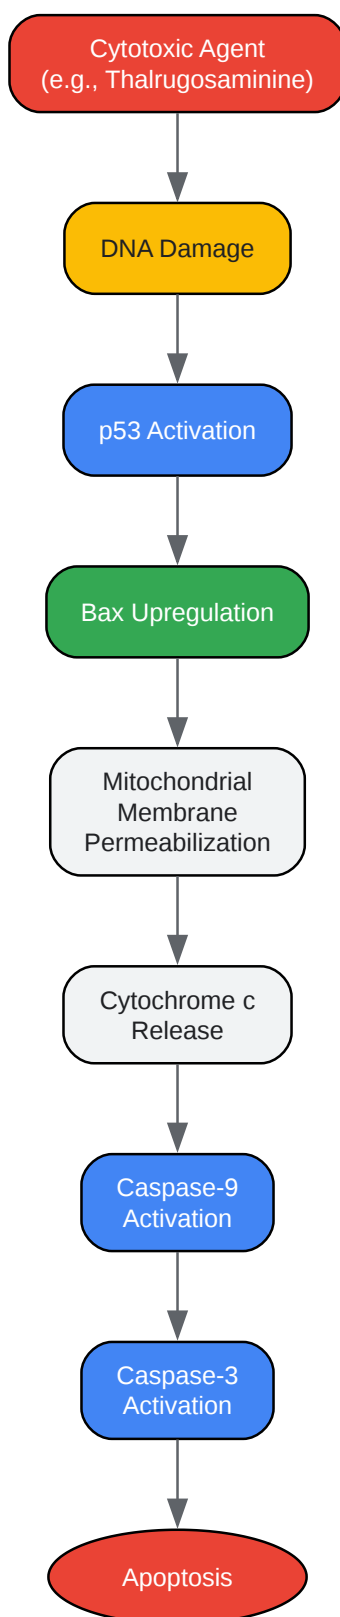 Cytotoxic Agent
(e.g., Thalrugosaminine)
DNA Damage
p53 Activation
Bax Upregulation
Mitochondrial
Membrane
Permeabilization
Cytochrome c
Release
Caspase-9
Activation
Caspase-3
Activation
Apoptosis